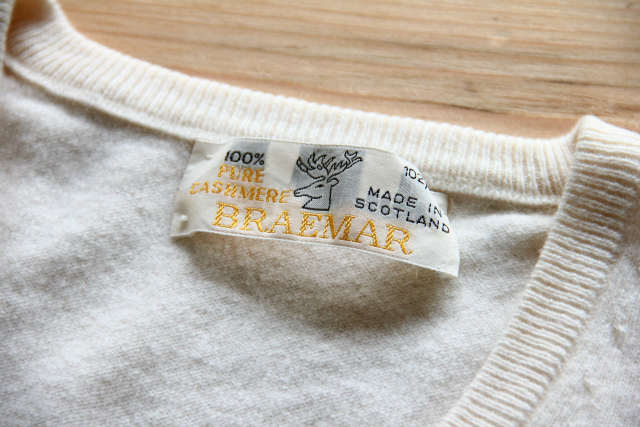 100%
PURE
CASHMERE
MADE IN
SCOTLAND
BRAEMAR